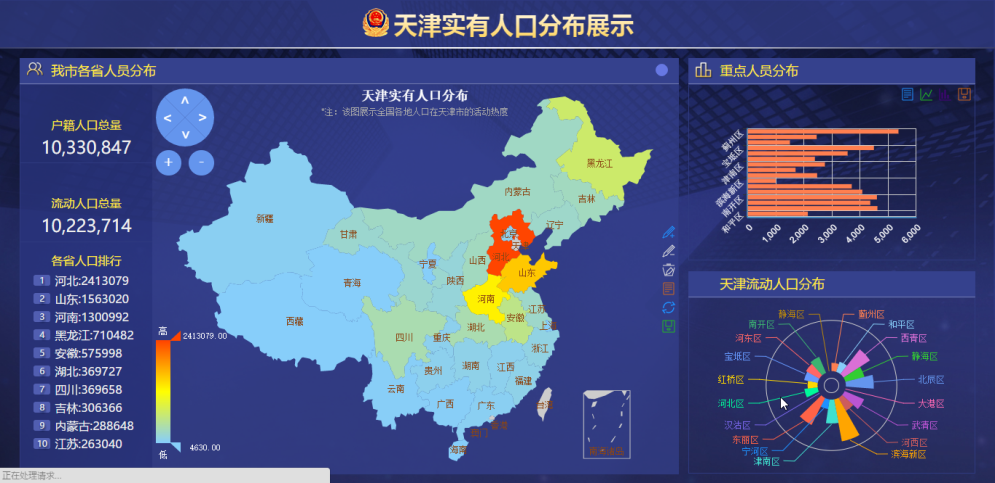 天津实有人口分布展示
我市各省人员分布
户籍人口总量
10,330,847
流动人口总量
10,223,714
各省人口排行
1 河北:2413079
2 山东:1563020
3 河南:1300992
4 黑龙江:710482
5 安徽:575998
6 湖北:369727
7 四川:369658
8 吉林:306366
9 内蒙古:288648
10 江苏:263040
天津实有人口分布
*注：该图展示全国各地人口在天津市的活动热度
+
-
高
2413079.00
4630.00
低
黑龙江
内蒙古
吉林
新疆
辽宁
甘肃
北京
天津
河北
宁夏
山西
山东
青海
陕西
河南
江苏
西藏
安徽
上海
四川
湖北
重庆
浙江
湖南
江西
贵州
福建
云南
广西
广东
台湾
香港
澳门
海南
南海诸岛
重点人员分布
蓟州区
宝坻区
津南区
滨海新区
南开区
和平区
0
1,000
2,000
3,000
4,000
5,000
6,000
天津流动人口分布
静海区
蓟州区
南开区
和平区
河东区
西青区
宝坻区
静海区
红桥区
北辰区
河北区
大港区
汉沽区
武清区
东丽区
河西区
宁河区
滨海新区
津南区
正在处理请求...